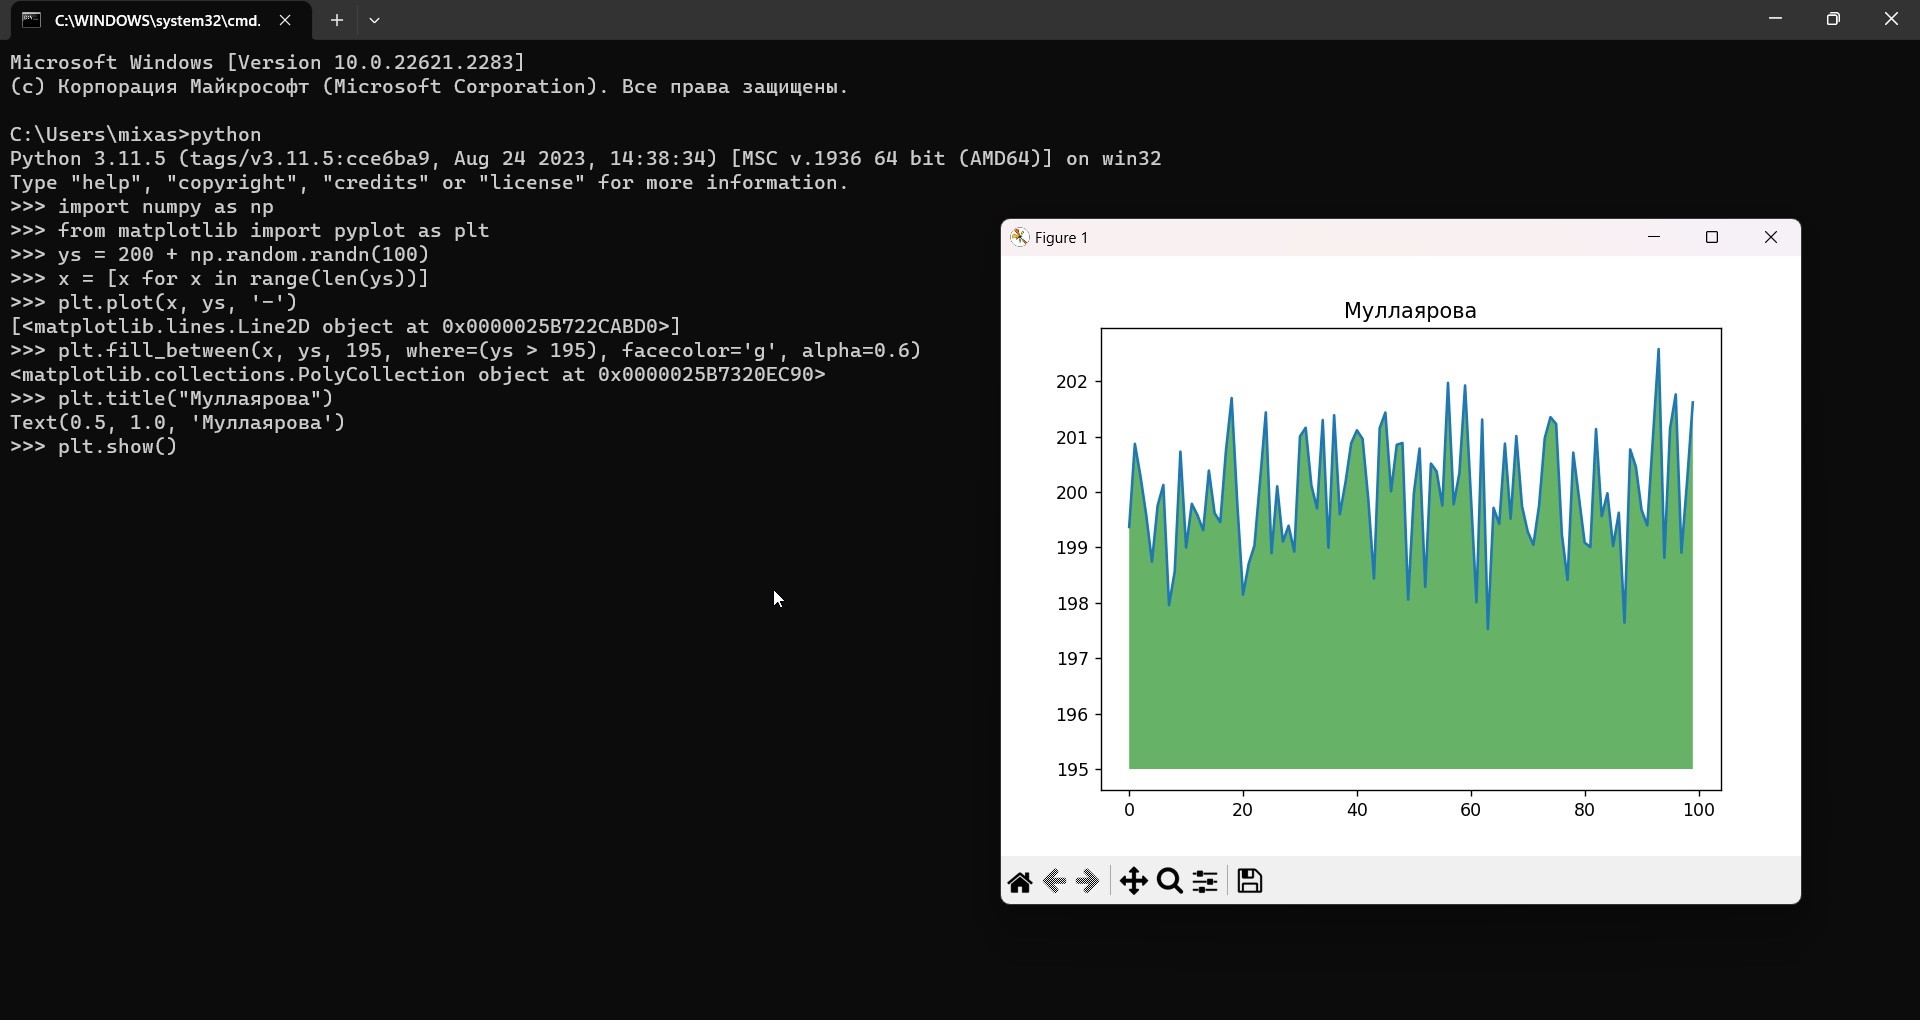 C:\WINDOWS\system32\cmd.
Microsoft Windows [Version 10.0.22621.2283]
(c) Корпорация Майкрософт (Microsoft Corporation). Все права защищены.
C:\Users\mixas>python
Python 3.11.5 (tags/v3.11.5:cce6ba9, Aug 24 2023, 14:38:34) [MSC v.1936 64 bit (AMD64)] on win32
Type "help", "copyright", "credits" or "license" for more information.
>>> import numpy as np
>>> from matplotlib import pyplot as plt
>>> ys = 200 + np.random.randn(100)
>>> x = [x for x in range(len(ys))]
>>> plt.plot(x, ys, '-')
[<matplotlib.lines.Line2D object at 0x0000025B722CABD0>]
>>> plt.fill_between(x, ys, 195, where=(ys > 195), facecolor='g', alpha=0.6)
<matplotlib.collections.PolyCollection object at 0x0000025B7320EC90>
>>> plt.title("Муллаярова")
Text(0.5, 1.0, 'Муллаярова')
>>> plt.show()
Figure 1
Муллаярова
202
201
200
199
198
197
196
195
0 20 40 60 80 100